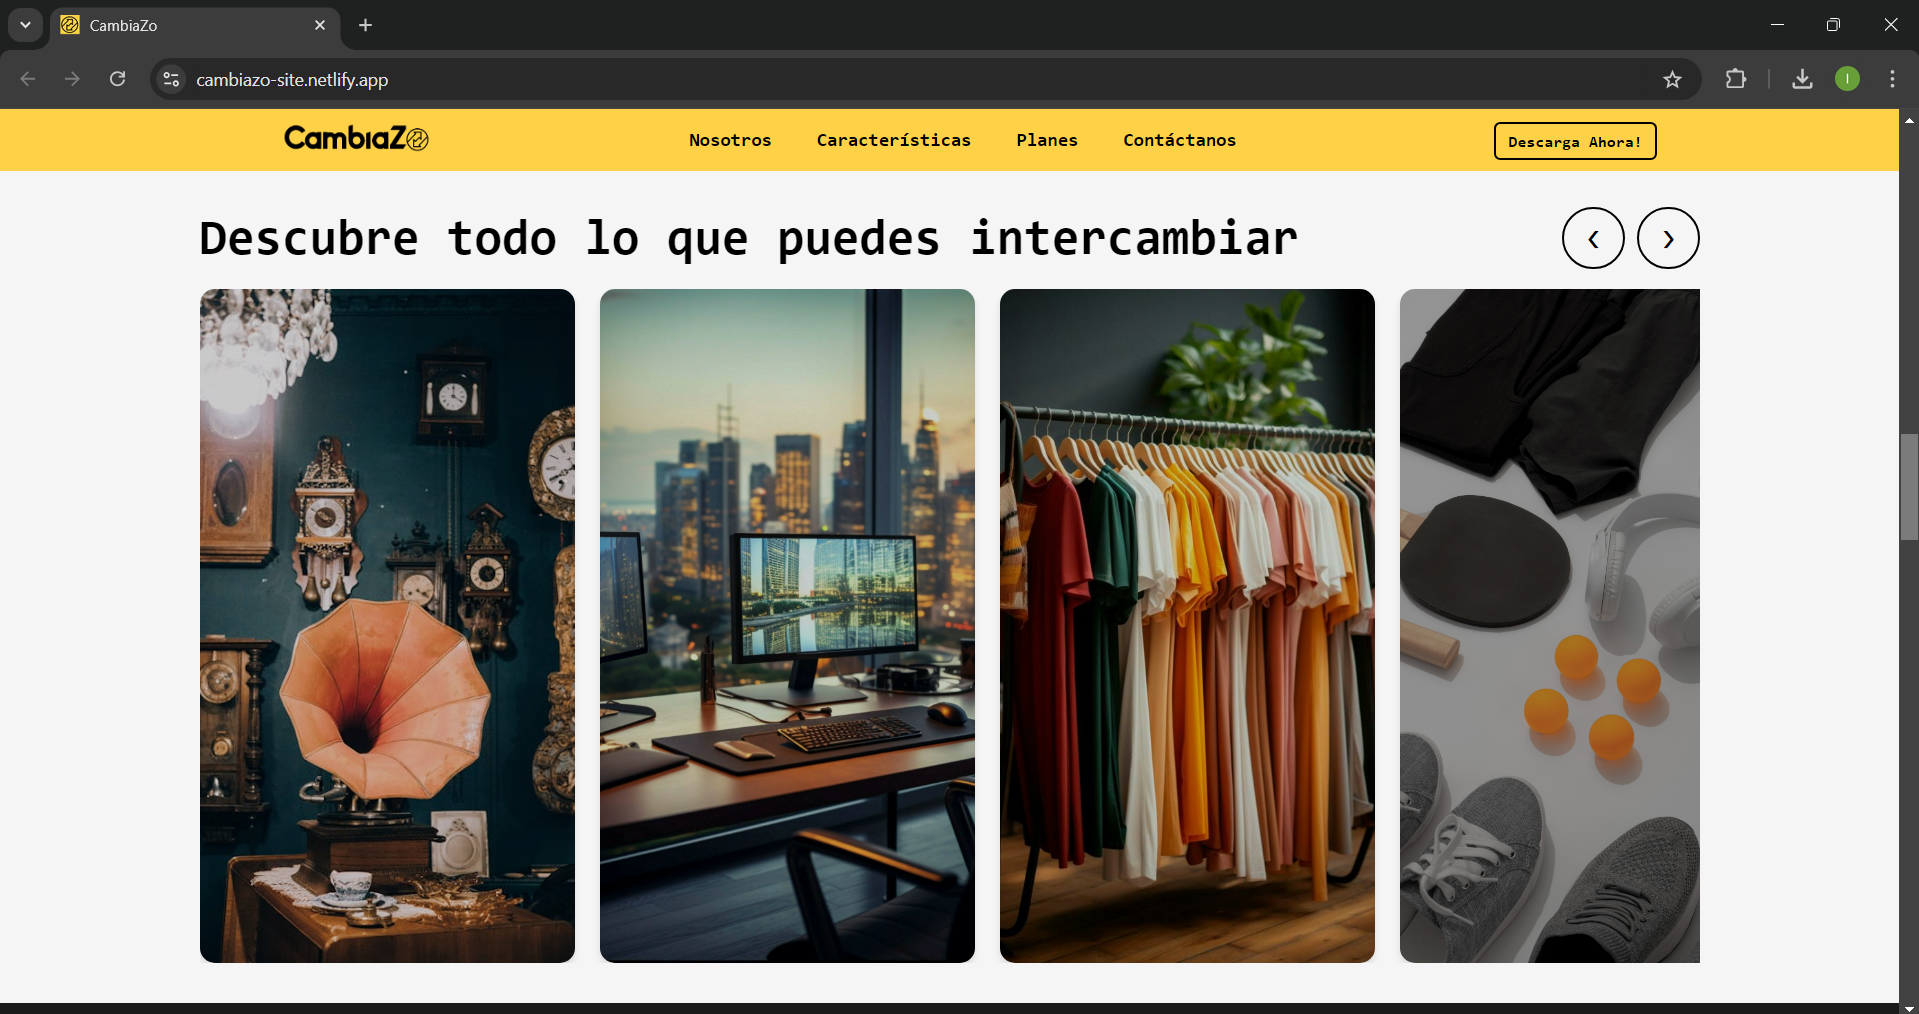 CambiaZo
cambiazo-site.netlify.app
I
CambiaZo
Nosotros
Características
Planes
Contáctanos
Descarga Ahora!
Descubre todo lo que puedes intercambiar